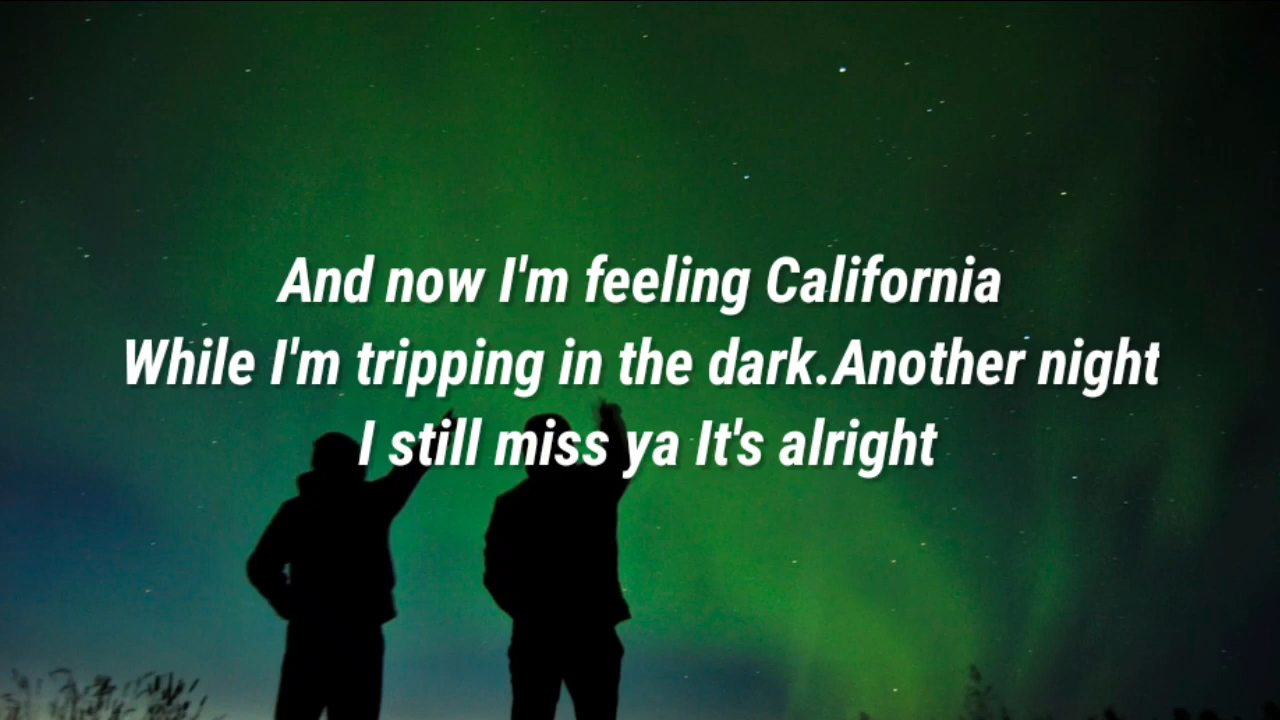 And now I'm feeling California
While I'm tripping in the dark.Another night
I still miss ya It's alright